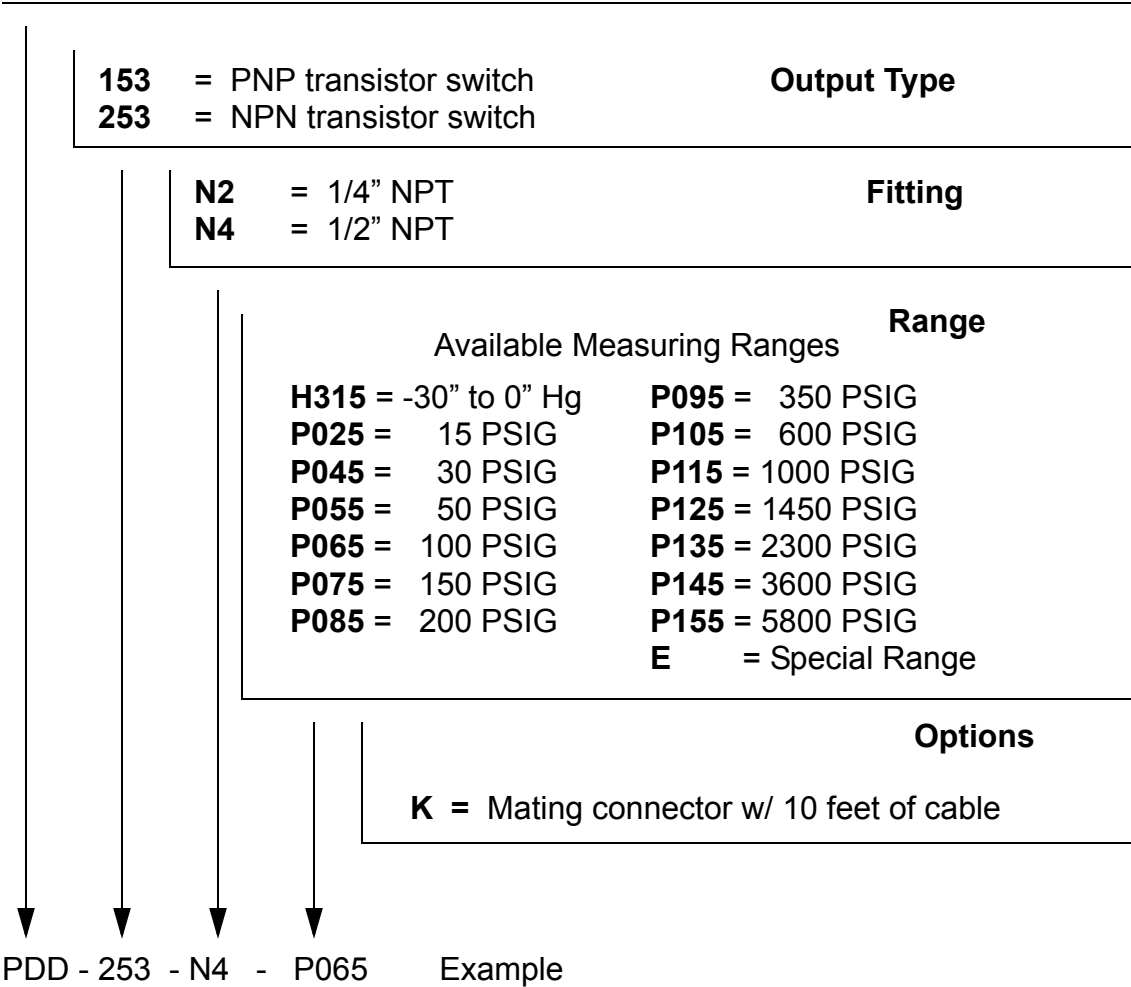 153 = PNP transistor switch Output Type
253 = NPN transistor switch
N2 = 1/4” NPT Fitting
N4 = 1/2” NPT
Range
Available Measuring Ranges
H315 = -30” to 0” Hg P095 = 350 PSIG
P025 = 15 PSIG P105 = 600 PSIG
P045 = 30 PSIG P115 = 1000 PSIG
P055 = 50 PSIG P125 = 1450 PSIG
P065 = 100 PSIG P135 = 2300 PSIG
P075 = 150 PSIG P145 = 3600 PSIG
P085 = 200 PSIG P155 = 5800 PSIG
E = Special Range
Options
K = Mating connector w/ 10 feet of cable
PDD - 253 - N4 - P065 Example